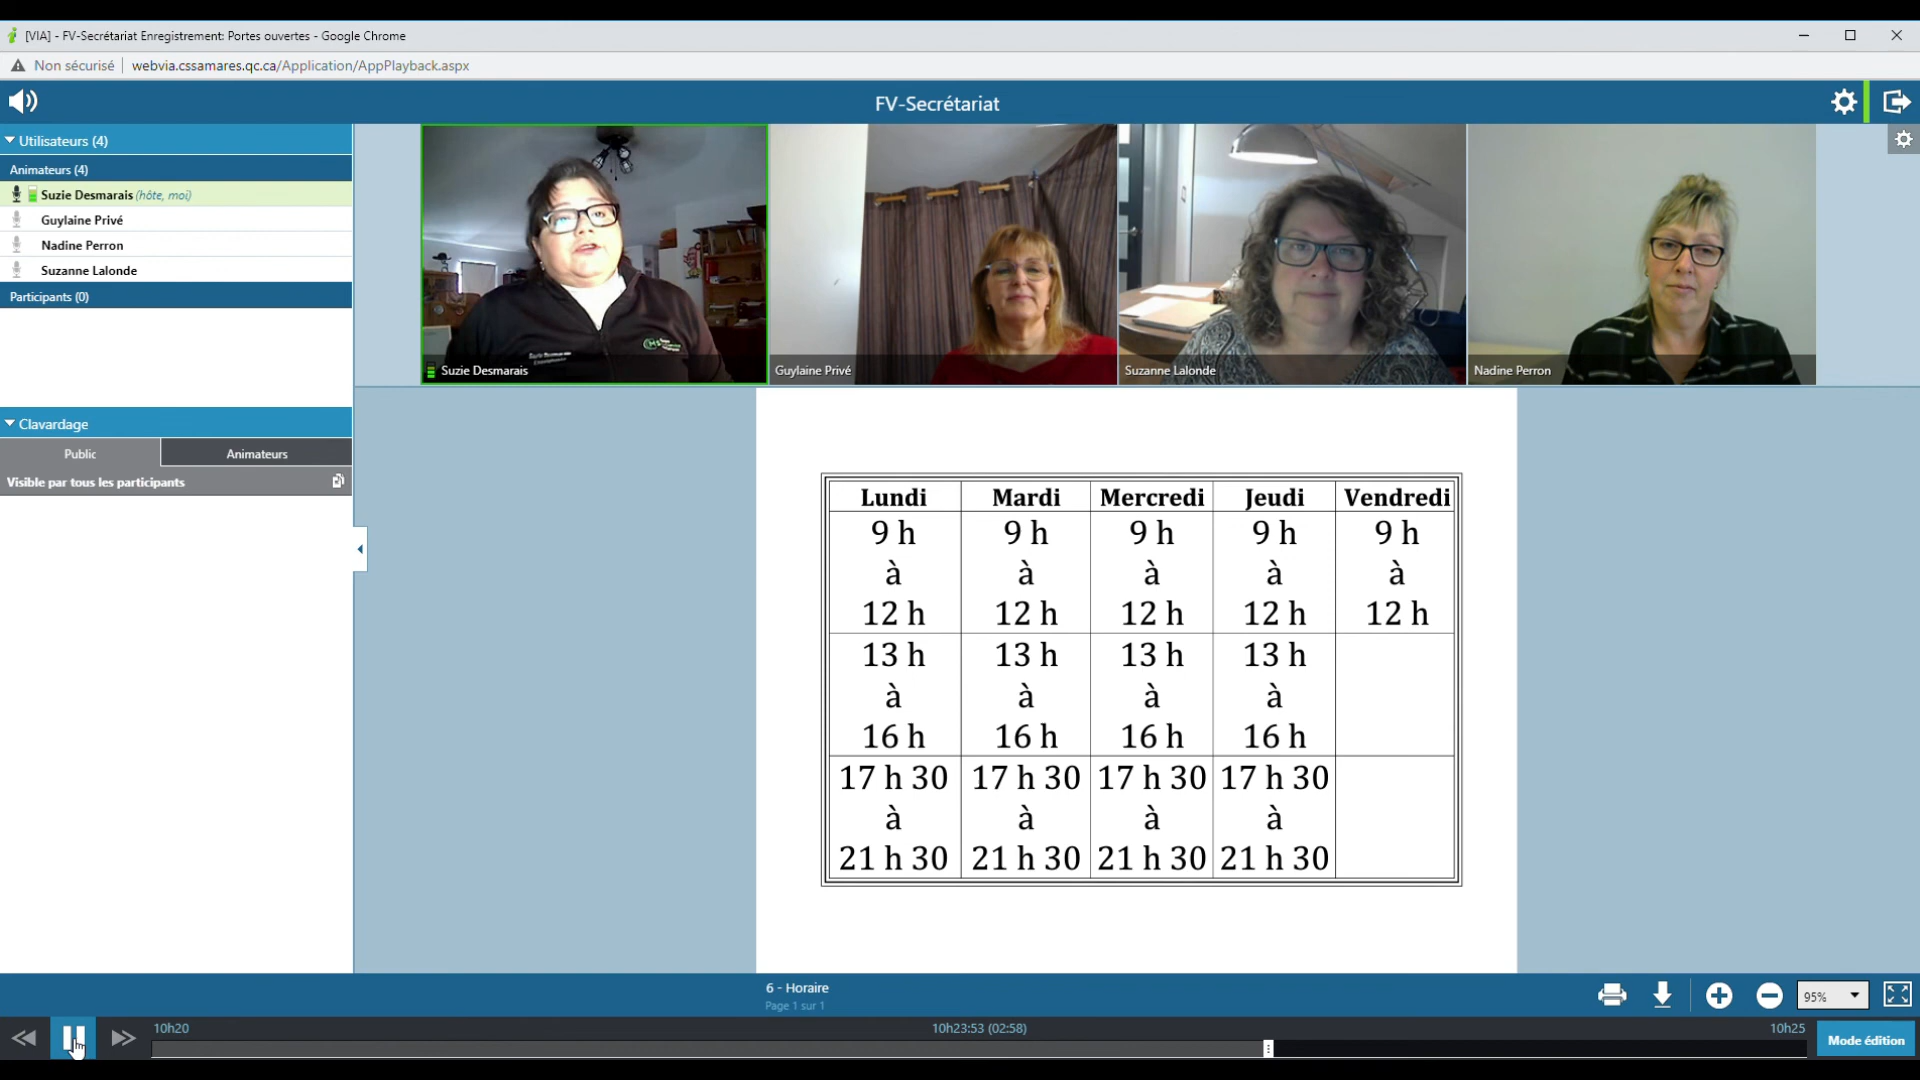 [VIA] - FV-Secrétariat Enregistrement: Portes ouvertes - Google Chrome
Non sécurisé
webvia.cssamares.qc.ca/Application/AppPlayback.aspx
FV-Secrétariat
Utilisateurs (4)
Animateurs (4)
Suzie Desmarais (hôte, moi)
Guylaine Privé
Nadine Perron
Suzanne Lalonde
Participants (0)
Clavardage
Public Animateurs
Visible par tous les participants
Suzie Desmarais
Guylaine Privé
Suzanne Lalonde
Nadine Perron
Lundi Mardi Mercredi Jeudi Vendredi
9 h 9 h 9 h 9 h 9 h
à à à à à
12 h 12 h 12 h 12 h 12 h
13 h 13 h 13 h 13 h
à à à à
16 h 16 h 16 h 16 h
17 h 30 17 h 30 17 h 30 17 h 30
à à à à
21 h 30 21 h 30 21 h 30 21 h 30
6 - Horaire
Page 1 sur 1
95%
10h20 10h23:53 (02:58) 10h25
Mode édition